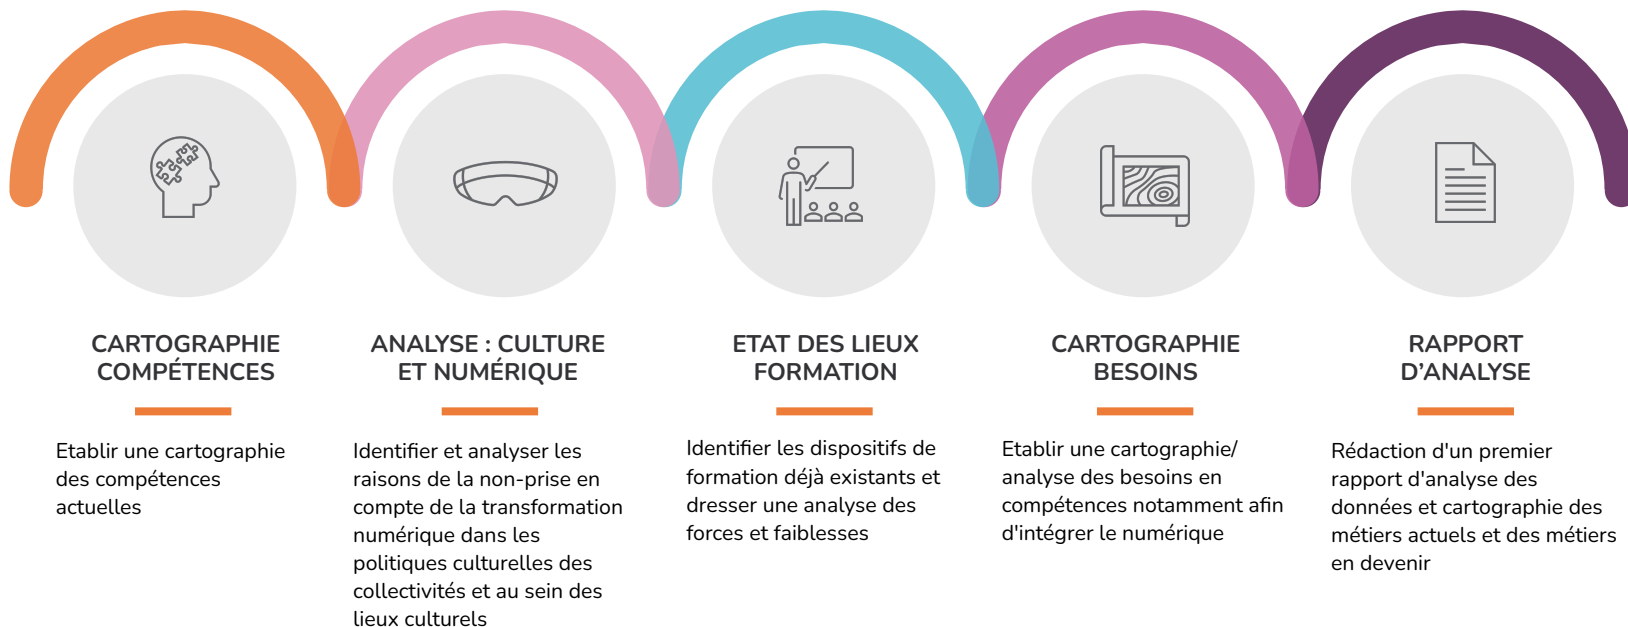 CARTOGRAPHIE
COMPÉTENCES
Etablir une cartographie
des compétences
actuelles
ANALYSE : CULTURE
ET NUMÉRIQUE
Identifier et analyser les
raisons de la non-prise en
compte de la transformation
numérique dans les
politiques culturelles des
collectivités et au sein des
lieux culturels
ETAT DES LIEUX
FORMATION
Identifier les dispositifs de
formation déjà existants et
dresser une analyse des
forces et faiblesses
CARTOGRAPHIE
BESOINS
Etablir une cartographie/
analyse des besoins en
compétences notamment afin
d'intégrer le numérique
RAPPORT
D’ANALYSE
Rédaction d'un premier
rapport d'analyse des
données et cartographie des
métiers actuels et des métiers
en devenir